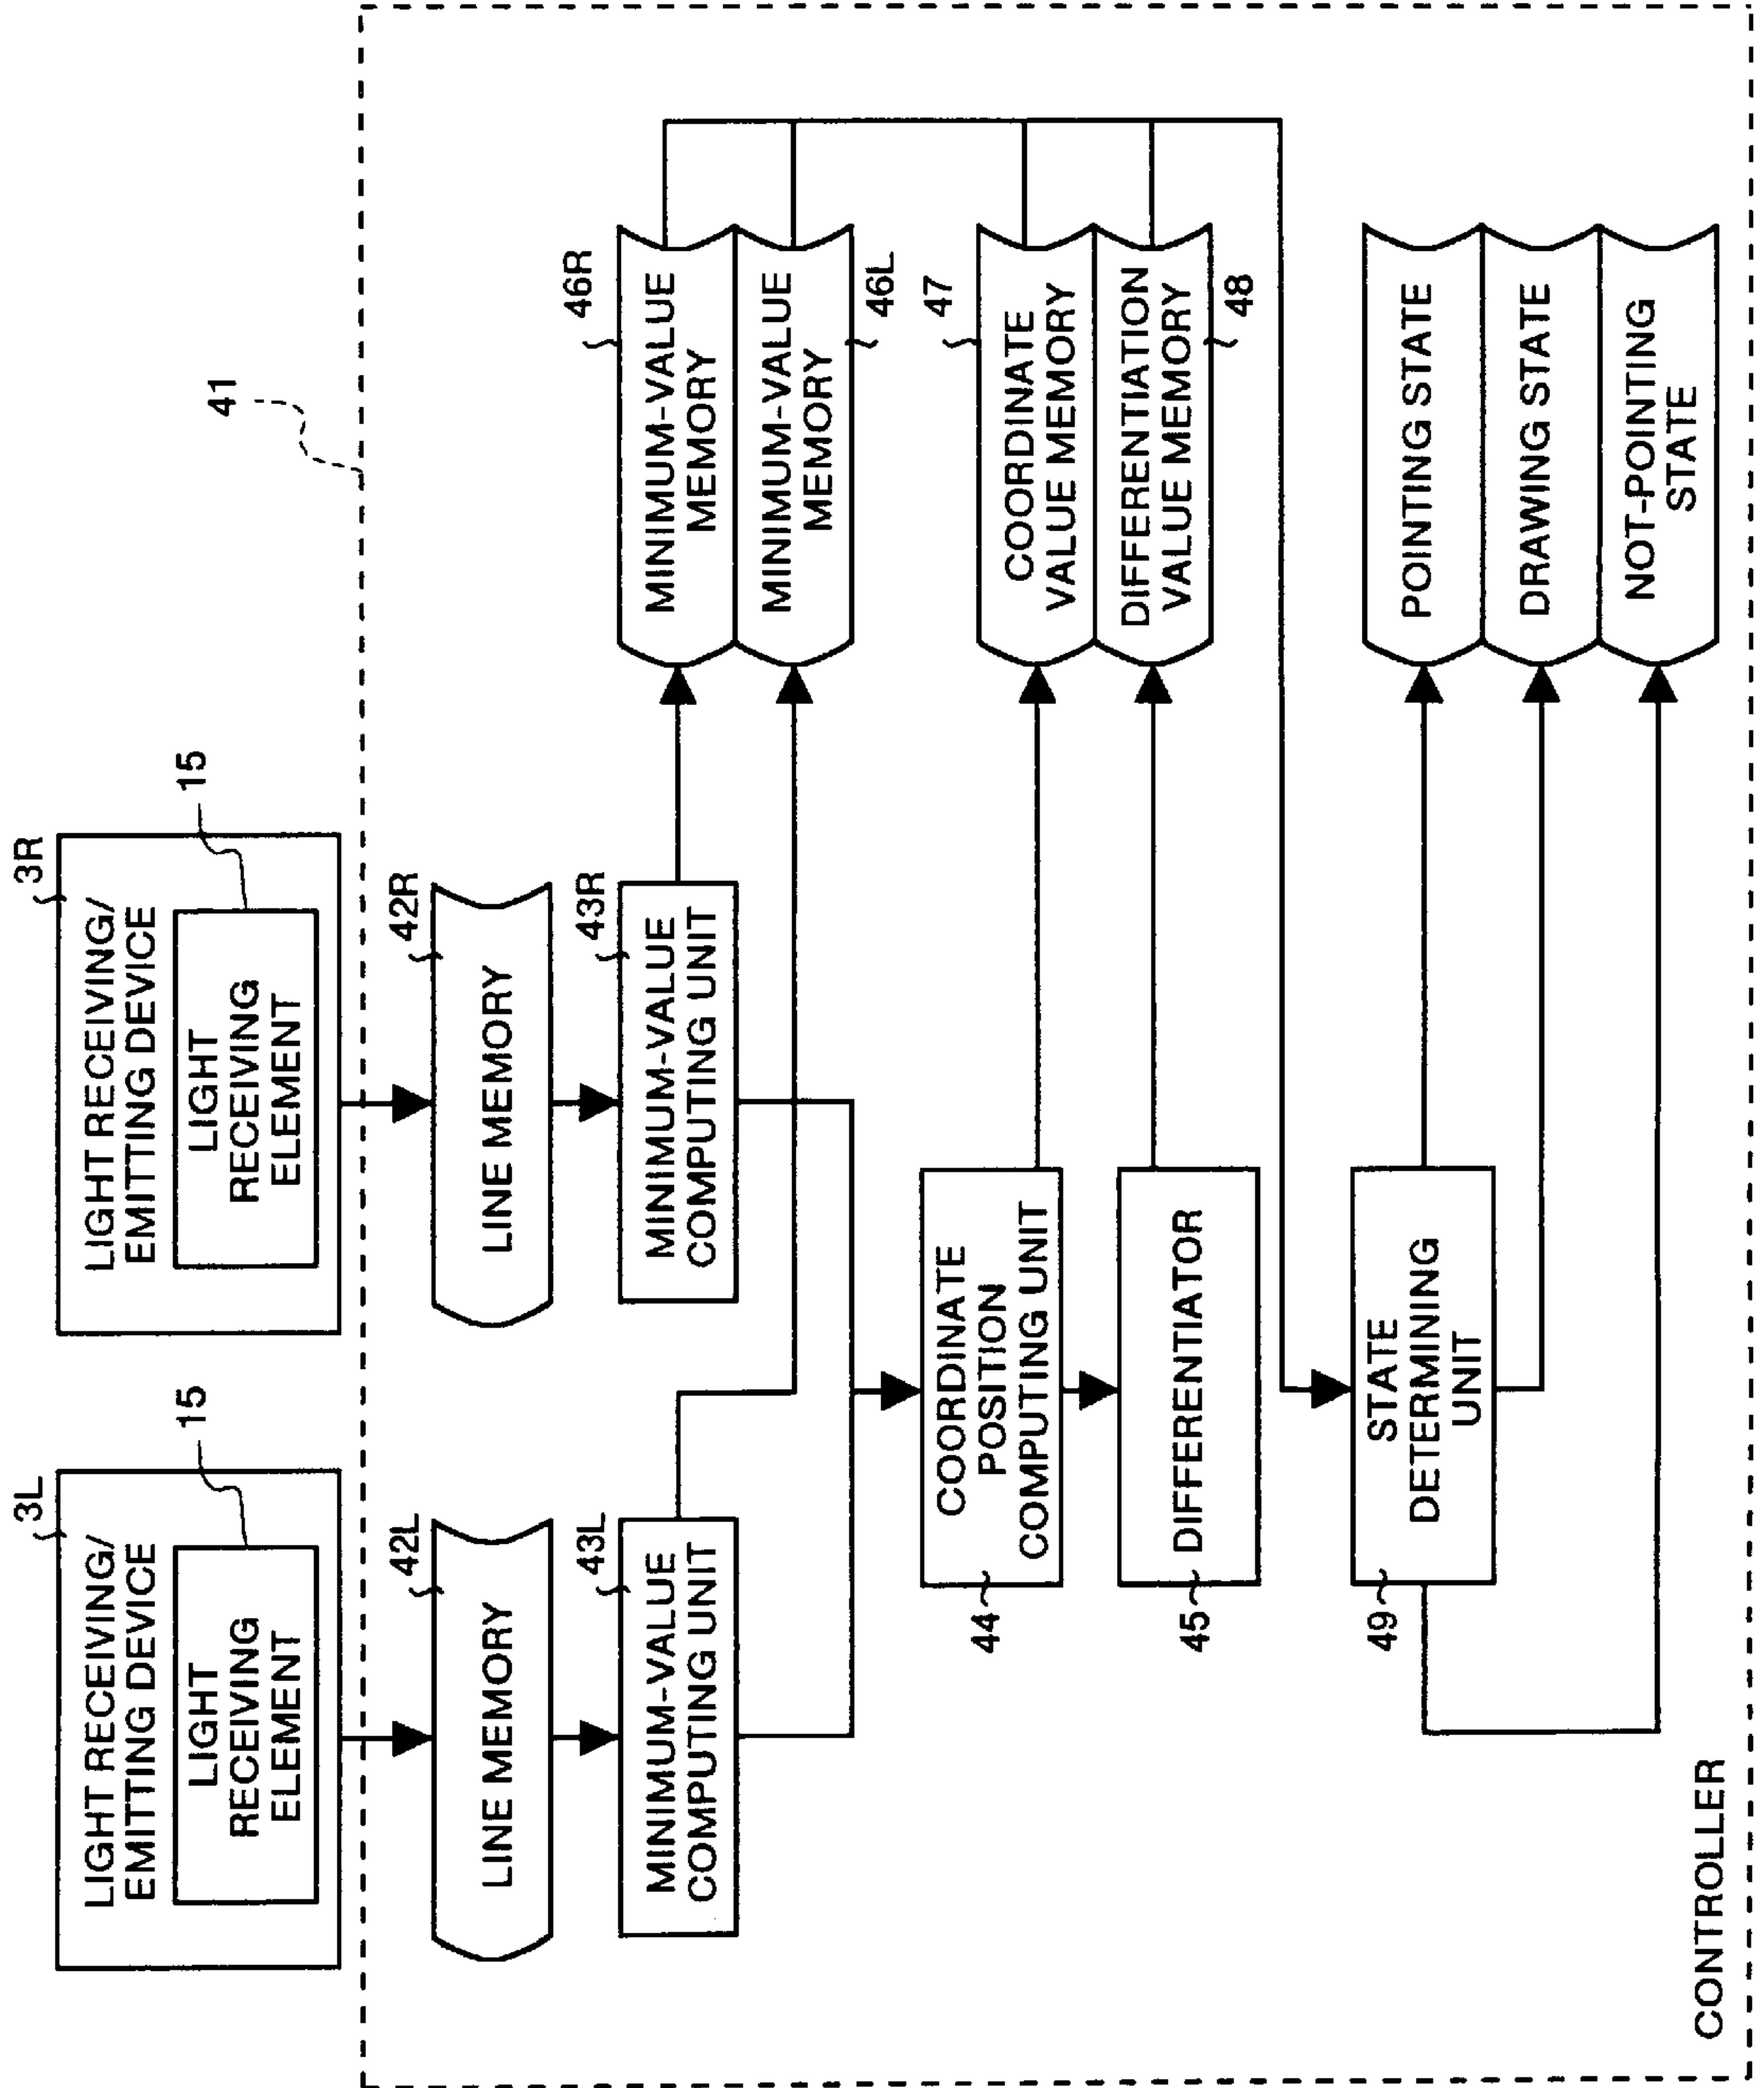 3L
LIGHT RECEIVING/
EMITTING DEVICE
15
LIGHT
RECEIVING
ELEMENT
3R
LIGHT RECEIVING/
EMITTING DEVICE
15
LIGHT
RECEIVING
ELEMENT
41
42L
LINE MEMORY
42R
LINE MEMORY
43L
MINIMUM-VALUE
COMPUTING UNIT
43R
MINIMUM-VALUE
COMPUTING UNIT
46R
MINIMUM-VALUE
MEMORY
MINIMUM-VALUE
MEMORY
46L
44
COORDINATE
POSITION
COMPUTING UNIT
47
COORDINATE
VALUE MEMORY
45
DIFFERENTIATOR
DIFFERENTIATION
VALUE MEMORY
48
49
STATE
DETERMINING
UNIT
POINTING STATE
DRAWING STATE
NOT-POINTING
STATE
CONTROLLER